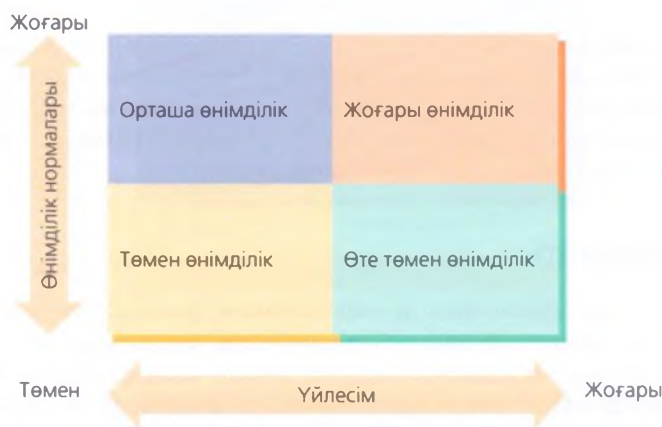 Жоғары
Өнімділік нормалары
Орташа өнімділік
Жоғары өнімділік
Төмен өнімділік
Өте төмен өнімділік
Төмен
Үйлесім
Жоғары